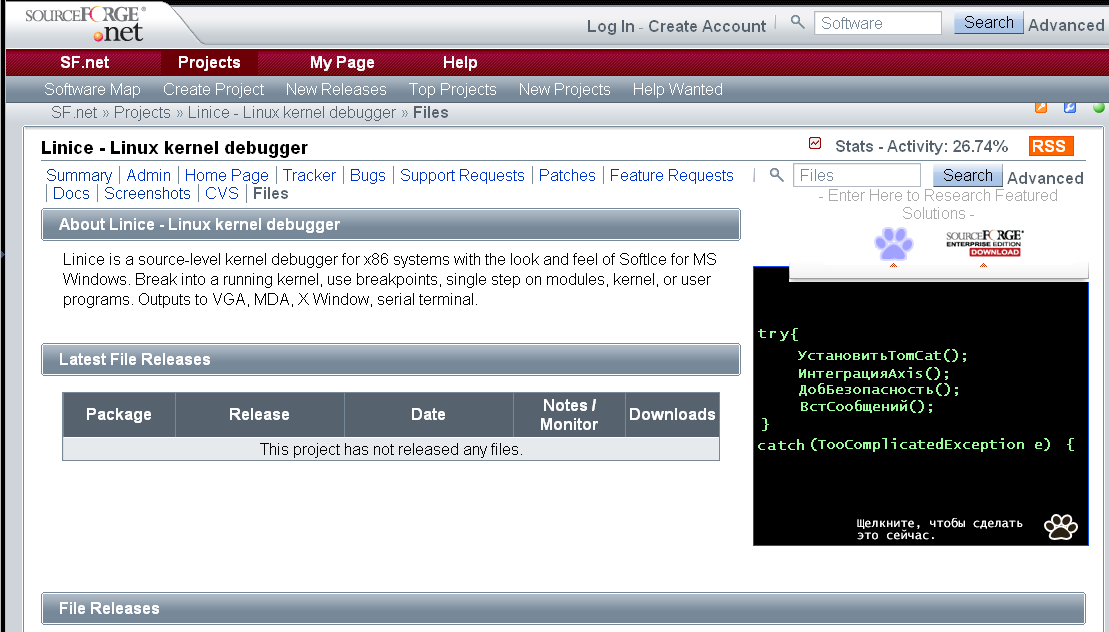 SOURCEFORGE®
.net
Log In - Create Account
Software
Search
Advanced
SF.net
Projects
My Page
Help
Software Map
Create Project
New Releases
Top Projects
New Projects
Help Wanted
SF.net » Projects » Linice - Linux kernel debugger » Files
Linice - Linux kernel debugger
Stats - Activity: 26.74%
RSS
Summary | Admin | Home Page | Tracker | Bugs | Support Requests | Patches | Feature Requests
| Docs | Screenshots | CVS | Files
Files
Search
Advanced
- Enter Here to Research Featured
Solutions -
SOURCEFORGE®
ENTERPRISE EDITION
DOWNLOAD
About Linice - Linux kernel debugger
Linice is a source-level kernel debugger for x86 systems with the look and feel of SoftIce for MS
Windows. Break into a running kernel, use breakpoints, single step on modules, kernel, or user
programs. Outputs to VGA, MDA, X Window, serial terminal.
Latest File Releases
Package
Release
Date
Notes /
Monitor
Downloads
This project has not released any files.
try{
УстановитьTomCat();
ИнтеграцияAxis();
ДобБезопасность();
ВстСообщений();
}
catch(TooComplicatedException e) {
Щелкните, чтобы сделать
это сейчас.
File Releases